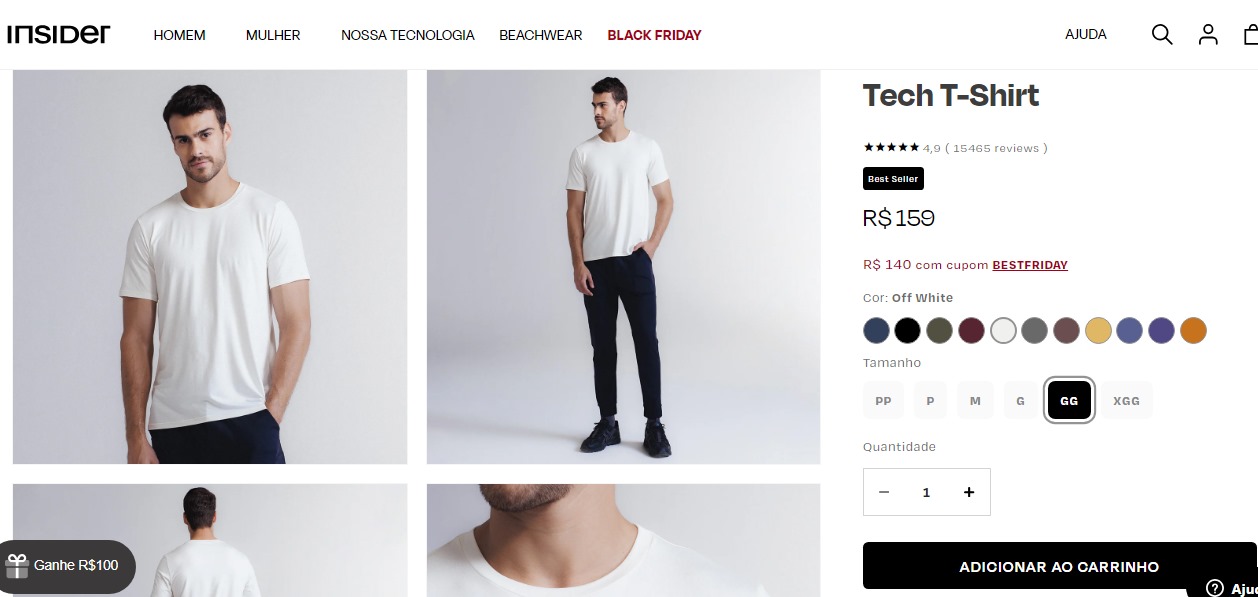 INSIDER
HOMEM MULHER NOSSA TECNOLOGIA BEACHWEAR BLACK FRIDAY AJUDA
Tech T-Shirt
★★★★★ 4,9 ( 15465 reviews )
Best Seller
R$ 159
R$ 140 com cupom BESTFRIDAY
Cor: Off White
Tamanho
PP P M G GG XGG
Quantidade
− 1 +
ADICIONAR AO CARRINHO
Ganhe R$100
? Ajuc